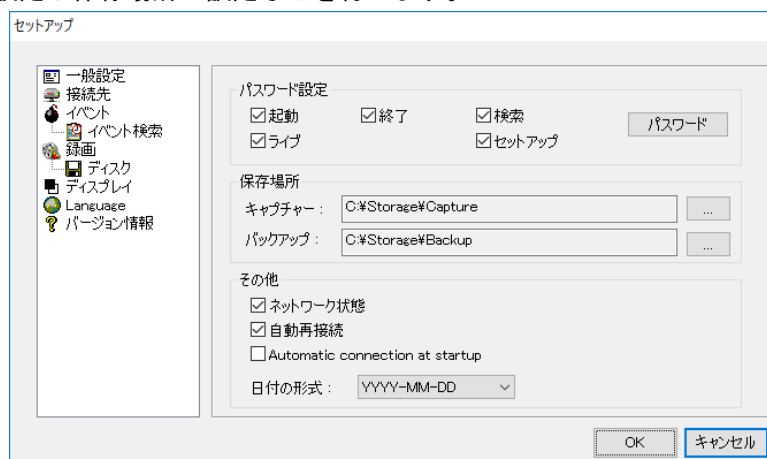 セットアップ
一般設定
接続先
イベント
イベント検索
録画
ディスク
ディスプレイ
Language
バージョン情報
パスワード設定
起動 終了 検索
ライブ セットアップ
パスワード
保存場所
キャプチャー : C:¥Storage¥Capture ...
バックアップ : C:¥Storage¥Backup ...
その他
ネットワーク状態
自動再接続
Automatic connection at startup
日付の形式 : YYYY-MM-DD
OK キャンセル